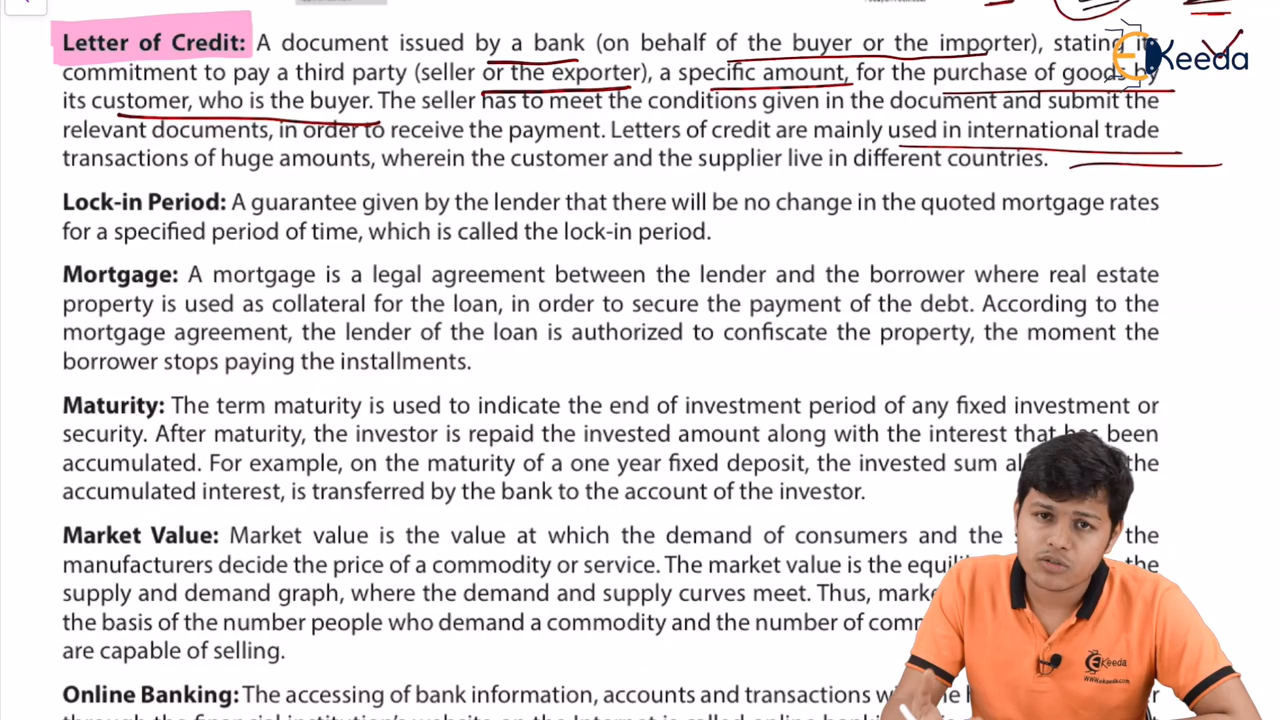 Letter of Credit: A document issued by a bank (on behalf of the buyer or the importer), stating its
commitment to pay a third party (seller or the exporter), a specific amount, for the purchase of goods by
its customer, who is the buyer. The seller has to meet the conditions given in the document and submit the
relevant documents, in order to receive the payment. Letters of credit are mainly used in international trade
transactions of huge amounts, wherein the customer and the supplier live in different countries.
Ekeeda
Lock-in Period: A guarantee given by the lender that there will be no change in the quoted mortgage rates
for a specified period of time, which is called the lock-in period.
Mortgage: A mortgage is a legal agreement between the lender and the borrower where real estate
property is used as collateral for the loan, in order to secure the payment of the debt. According to the
mortgage agreement, the lender of the loan is authorized to confiscate the property, the moment the
borrower stops paying the installments.
Maturity: The term maturity is used to indicate the end of investment period of any fixed investment or
security. After maturity, the investor is repaid the invested amount along with the interest that has been
accumulated. For example, on the maturity of a one year fixed deposit, the invested sum the
accumulated interest, is transferred by the bank to the account of the investor.
Market Value: Market value is the value at which the demand of consumers and the the
manufacturers decide the price of a commodity or service. The market value is the the
supply and demand graph, where the demand and supply curves meet. Thus,
the basis of the number people who demand a commodity and the number of
are capable of selling.
Online Banking: The accessing of bank information, accounts and transactions
Ekeeda
www.ekeeda.com